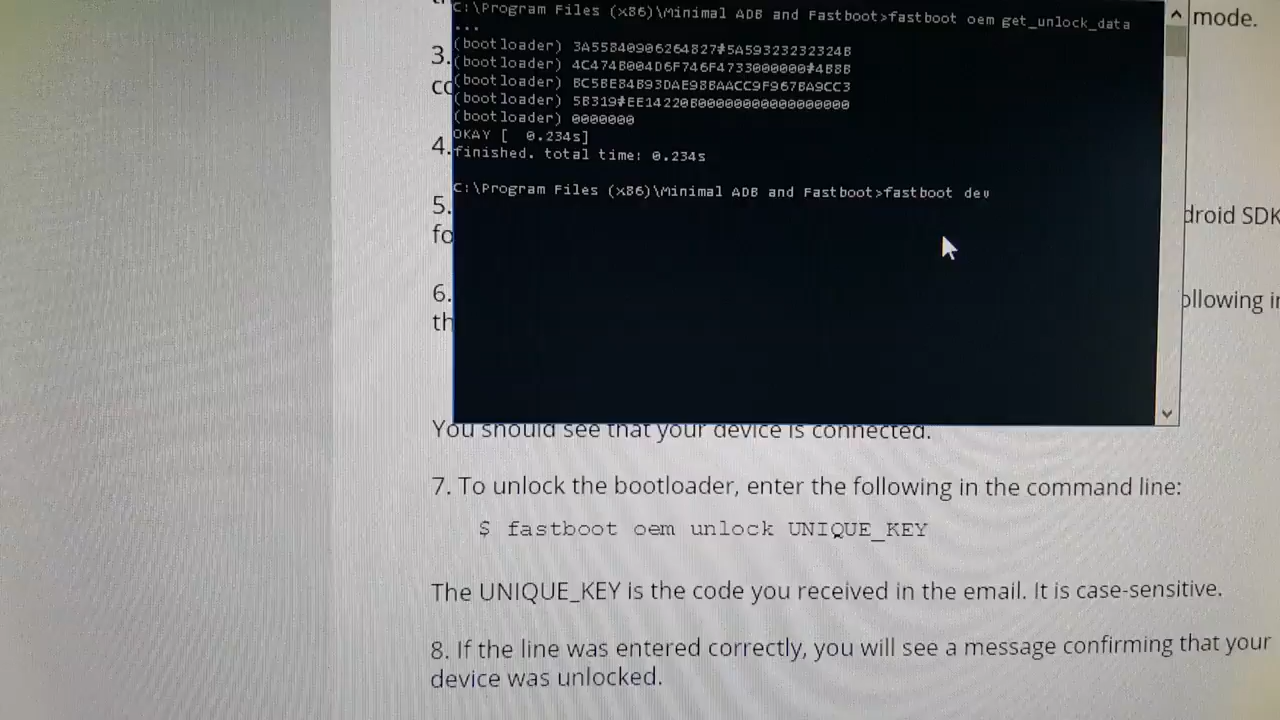 C:\Program Files (x86)\Minimal ADB and Fastboot>fastboot oem get_unlock_data
...
(bootloader) 3A55840906264827#5A59323232324B
(bootloader) 4C474B004D6F746F4733000000#4BBB
(bootloader) BC5BE84B93DAE9BBAACC9F967BA9CC3
(bootloader) 5B319#EE14220B00000000000000000
(bootloader) 0000000
OKAY [  0.234s]
finished. total time: 0.234s
C:\Program Files (x86)\Minimal ADB and Fastboot>fastboot dev
mode.
3.
4.
5.
droid SDK
fo
6.
ollowing in
th
You should see that your device is connected.
7. To unlock the bootloader, enter the following in the command line:
$ fastboot oem unlock UNIQUE_KEY
The UNIQUE_KEY is the code you received in the email. It is case-sensitive.
8. If the line was entered correctly, you will see a message confirming that your
device was unlocked.